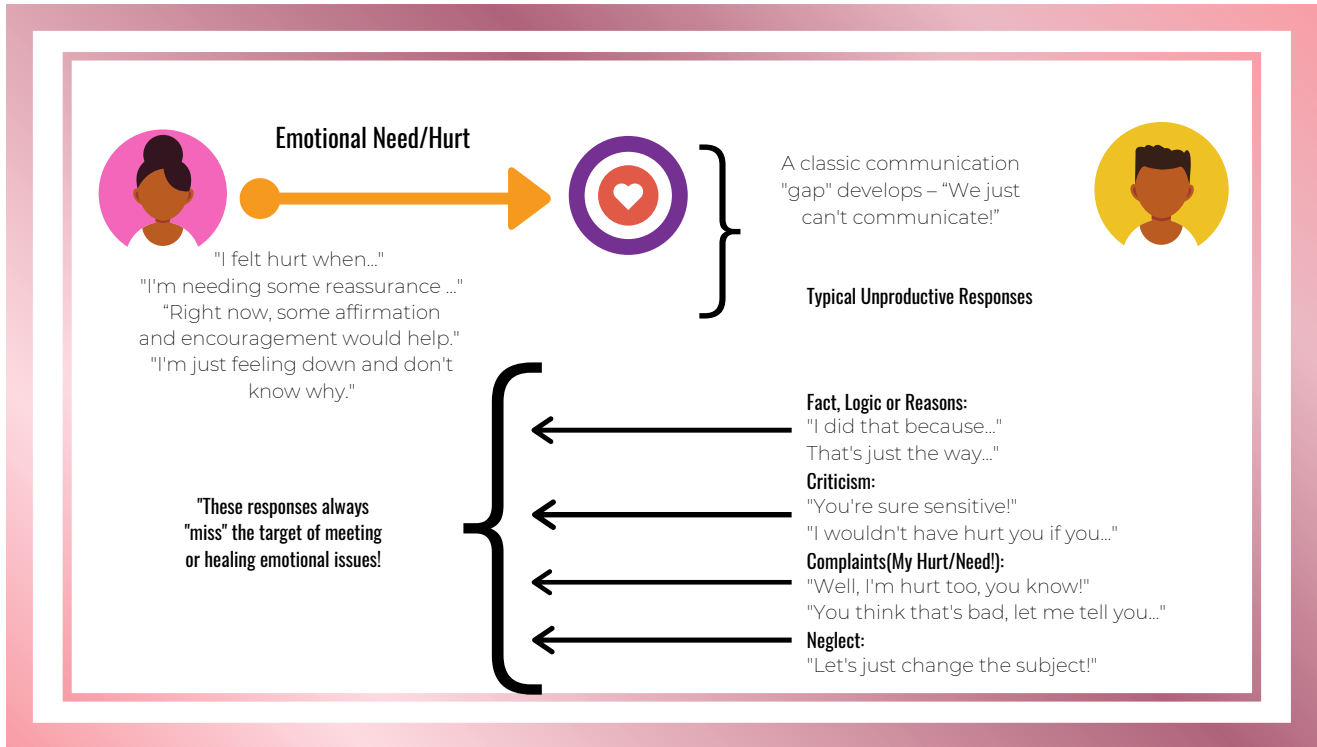 Emotional Need/Hurt
"I felt hurt when..."
"I'm needing some reassurance ..."
“Right now, some affirmation
and encouragement would help."
"I'm just feeling down and don't
know why."
A classic communication
"gap" develops – “We just
can't communicate!”
Typical Unproductive Responses
Fact, Logic or Reasons:
"I did that because..."
That's just the way..."
Criticism:
"You're sure sensitive!"
"I wouldn't have hurt you if you..."
Complaints(My Hurt/Need!):
"Well, I'm hurt too, you know!"
"You think that's bad, let me tell you..."
Neglect:
"Let's just change the subject!"
"These responses always
"miss" the target of meeting
or healing emotional issues!